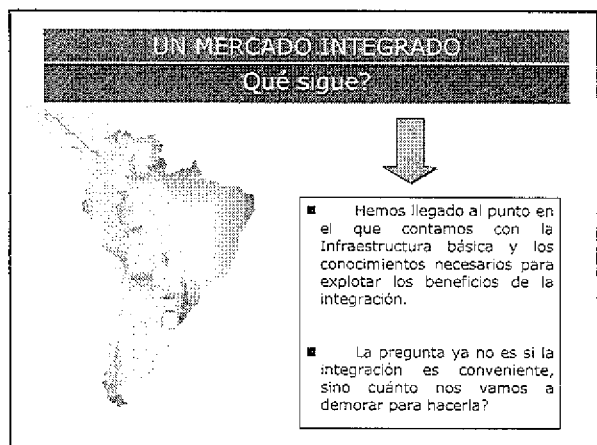 UN MERCADO INTEGRADO
Qué sigue?
■ Hemos llegado al punto en
el que contamos con la
Infraestructura básica y los
conocimientos necesarios para
explotar los beneficios de la
integración.
■ La pregunta ya no es si la
integración es conveniente,
sino cuánto nos vamos a
demorar para hacerla?